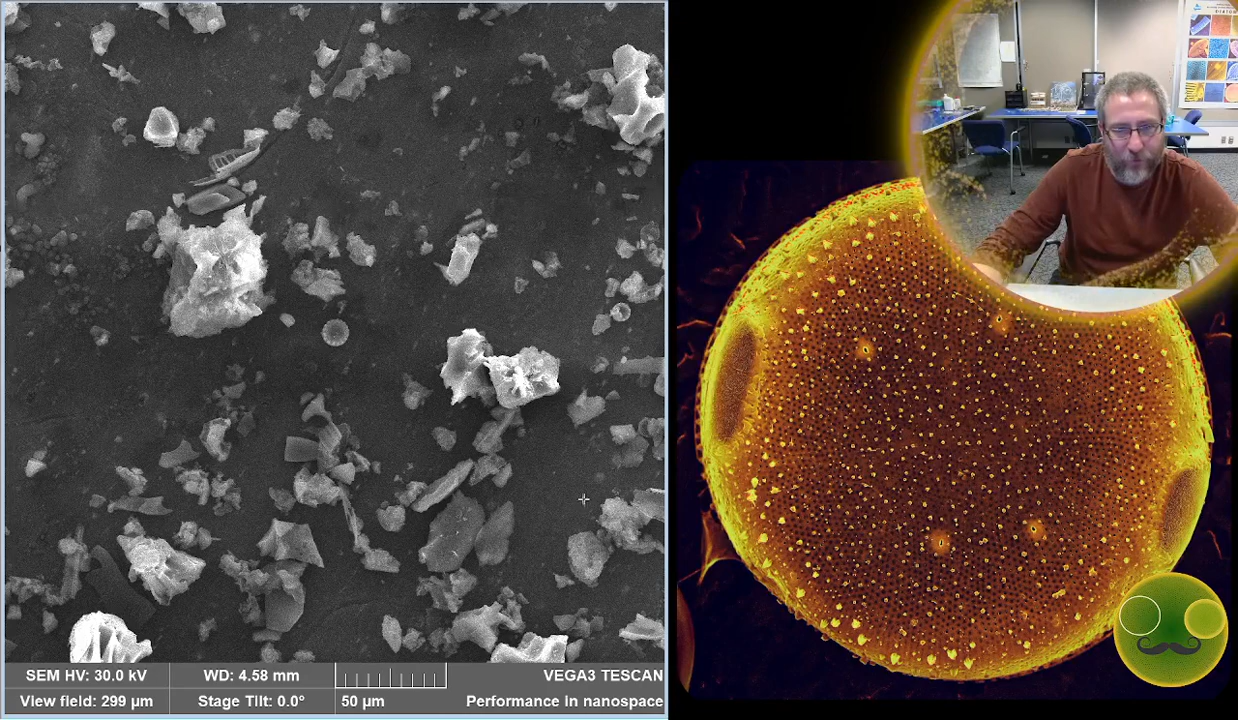 SEM HV: 30.0 kV
WD: 4.58 mm
VEGA3 TESCAN
View field: 299 µm
Stage Tilt: 0.0°
50 µm
Performance in nanospace